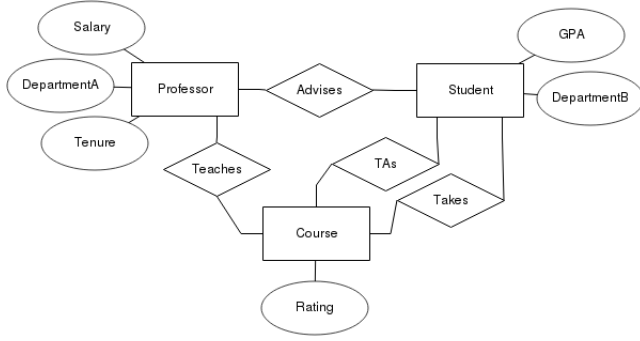 Salary
GPA
DepartmentA
Professor
Advises
Student
DepartmentB
Tenure
Teaches
TAs
Takes
Course
Rating